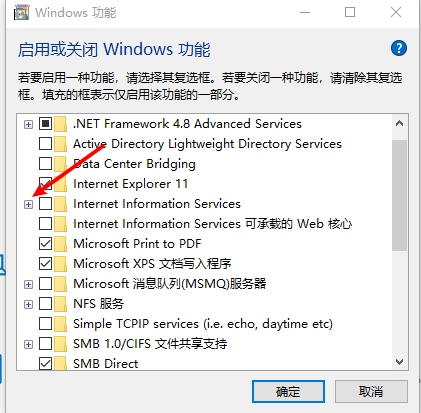 Windows 功能
启用或关闭 Windows 功能
若要启用一种功能，请选择其复选框。若要关闭一种功能，请清除其复选
框。填充的框表示仅启用该功能的一部分。
.NET Framework 4.8 Advanced Services
Active Directory Lightweight Directory Services
Data Center Bridging
Internet Explorer 11
Internet Information Services
Internet Information Services 可承载的 Web 核心
Microsoft Print to PDF
Microsoft XPS 文档写入程序
Microsoft 消息队列(MSMQ)服务器
NFS 服务
Simple TCPIP services (i.e. echo, daytime etc)
SMB 1.0/CIFS 文件共享支持
SMB Direct
确定
取消